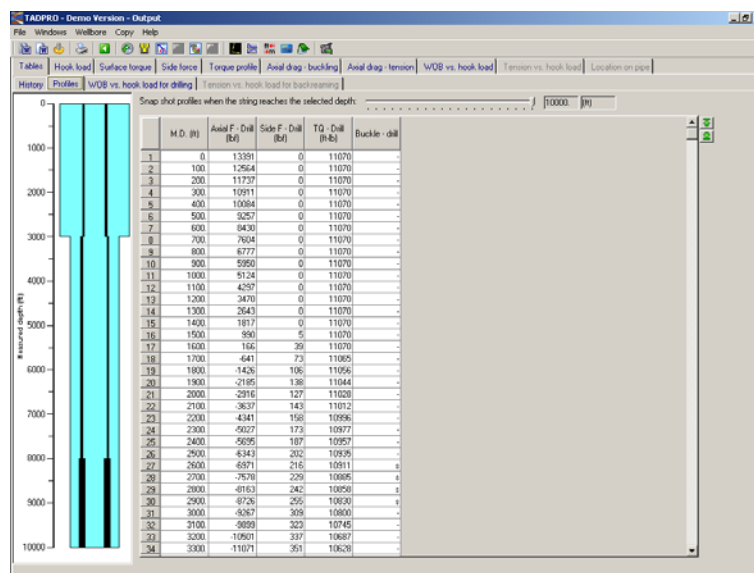 TADPRO - Demo Version - Output
File Windows Wellbore Copy Help
Tables Hook load Surface torque Side force Torque profile Axial drag - buckling Axial drag - tension WOB vs. hook load Tension vs. hook load Location on pipe
History Profiles WOB vs. hook load for drilling Tension vs. hook load for backreaming
Snap shot profiles when the string reaches the selected depth: 10000. (ft)
M.D. (ft) Axial F - Drill (lbf) Side F - Drill (lbf) TQ - Drill (ft-lb) Buckle - drill
1 0. 13391 0 11070 -
2 100. 12564 0 11070 -
3 200. 11737 0 11070 -
4 300. 10911 0 11070 -
5 400. 10084 0 11070 -
6 500. 9257 0 11070 -
7 600. 8430 0 11070 -
8 700. 7604 0 11070 -
9 800. 6777 0 11070 -
10 900. 5950 0 11070 -
11 1000. 5124 0 11070 -
12 1100. 4297 0 11070 -
13 1200. 3470 0 11070 -
14 1300. 2643 0 11070 -
15 1400. 1817 0 11070 -
16 1500. 990 5 11070 -
17 1600. 166 39 11070 -
18 1700. -641 73 11065 -
19 1800. -1426 106 11056 -
20 1900. -2185 138 11044 -
21 2000. -2916 127 11028 -
22 2100. -3637 143 11012 -
23 2200. -4341 158 10996 -
24 2300. -5027 173 10977 -
25 2400. -5695 187 10957 -
26 2500. -6343 202 10935 -
27 2600. -6971 216 10911
28 2700. -7578 229 10885
29 2800. -8163 242 10858
30 2900. -8726 255 10830
31 3000. -9267 309 10800 -
32 3100. -9899 323 10745 -
33 3200. -10501 337 10687 -
34 3300. -11071 351 10628 -
Measured depth (ft)
0
1000
2000
3000
4000
5000
6000
7000
8000
9000
10000